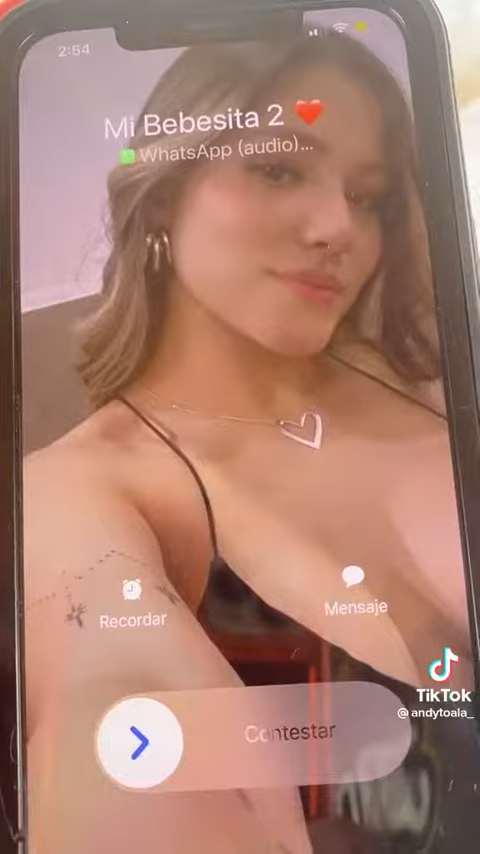 2:54
Mi Bebesita 2 ❤️
WhatsApp (audio)...
Recordar
Mensaje
TikTok
@andytoala_
Contestar